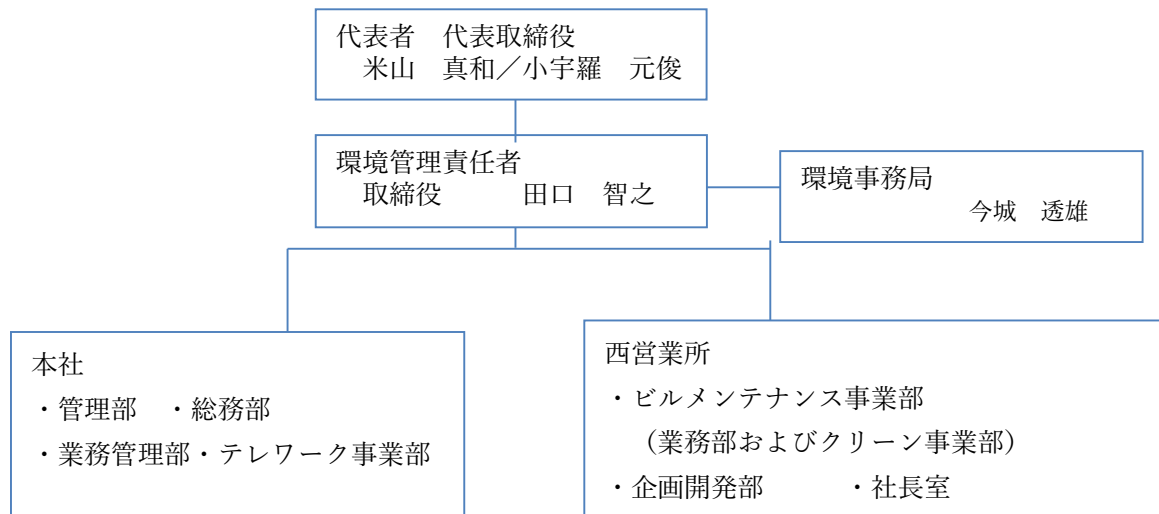 代表者　代表取締役
米山　真和／小宇羅　元俊
環境管理責任者
取締役　　　田口　智之
環境事務局
今城　透雄
本社
・管理部　・総務部
・業務管理部・テレワーク事業部
西営業所
・ビルメンテナンス事業部
（業務部およびクリーン事業部）
・企画開発部　　　・社長室